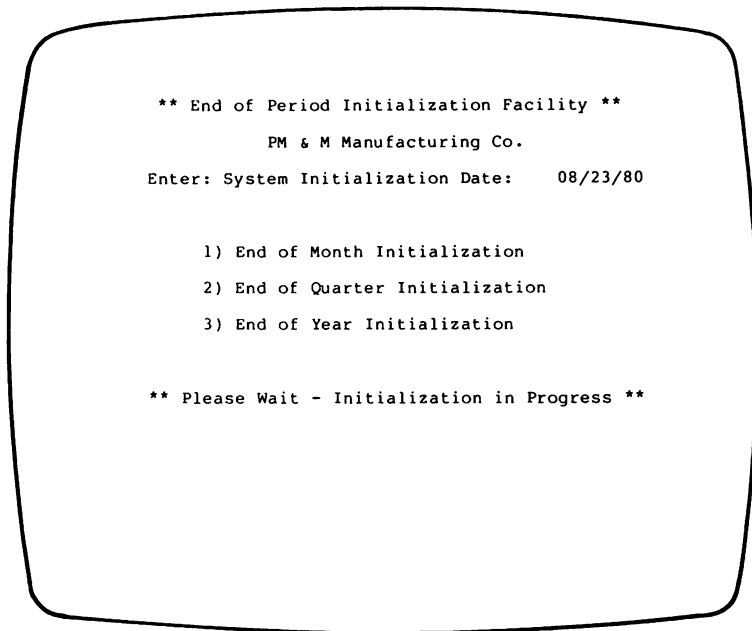 ** End of Period Initialization Facility **
PM & M Manufacturing Co.
Enter: System Initialization Date: 08/23/80
1) End of Month Initialization
2) End of Quarter Initialization
3) End of Year Initialization
** Please Wait - Initialization in Progress **